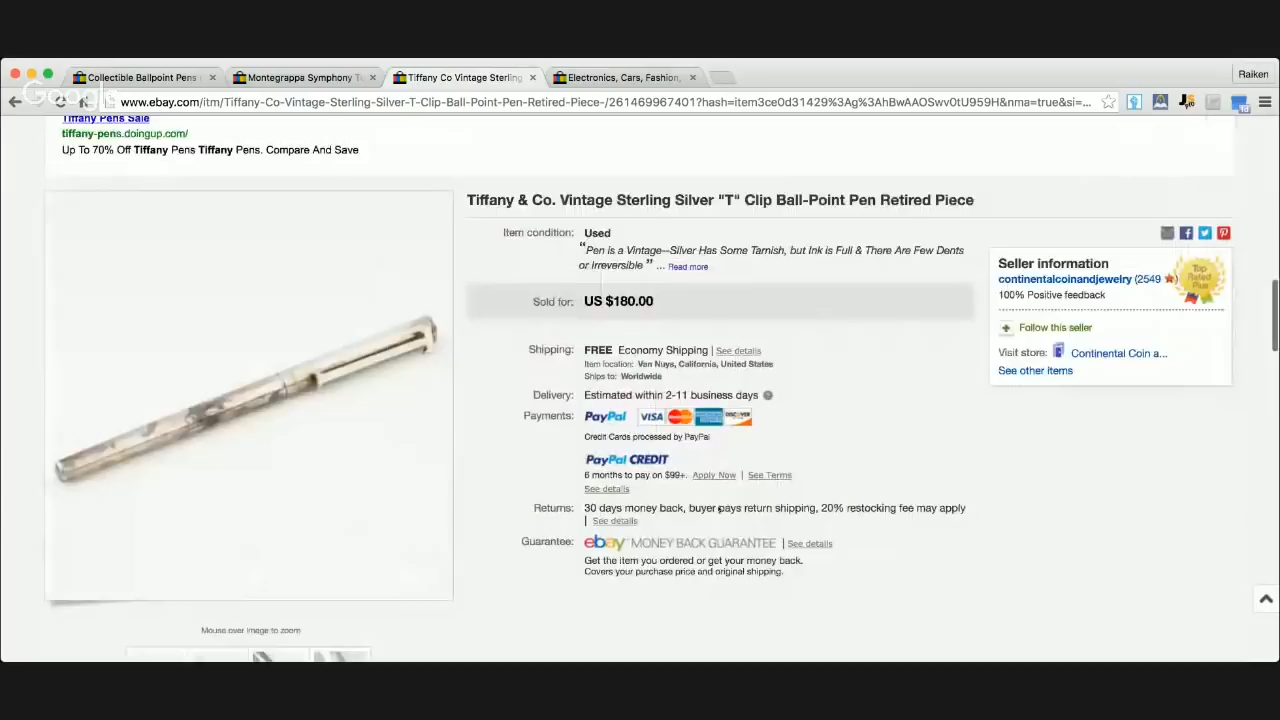 Collectible Ballpoint Pens
Montegrappa Symphony
Tiffany Co Vintage Sterling
Electronics, Cars, Fashion,
Raiken
Google
www.ebay.com/itm/Tiffany-Co-Vintage-Sterling-Silver-T-Clip-Ball-Point-Pen-Retired-Piece-/261469967401?hash=item3ce0d31429%3Ag%3AhBwAAOSwv0tU959H&nma=true&si=...
Tiffany Pens Sale
tiffany-pens.doingup.com/
Up To 70% Off Tiffany Pens Tiffany Pens. Compare And Save
Tiffany & Co. Vintage Sterling Silver "T" Clip Ball-Point Pen Retired Piece
Item condition: Used
“Pen is a Vintage--Silver Has Some Tarnish, but Ink is Full & There Are Few Dents
or Irreversible ” ... Read more
Sold for: US $180.00
Shipping: FREE Economy Shipping | See details
Item location: Van Nuys, California, United States
Ships to: Worldwide
Delivery: Estimated within 2-11 business days
Payments: PayPal VISA MasterCard DISCOVER
Credit Cards processed by PayPal
PayPal CREDIT
6 months to pay on $99+. Apply Now | See Terms
See details
Returns: 30 days money back, buyer pays return shipping, 20% restocking fee may apply
| See details
Guarantee: ebay MONEY BACK GUARANTEE | See details
Get the item you ordered or get your money back.
Covers your purchase price and original shipping.
Seller information
continentalcoinandjewelry (2549
100% Positive feedback
Top
Rated
Plus
Follow this seller
Visit store: Continental Coin a...
See other items
Mouse over image to zoom